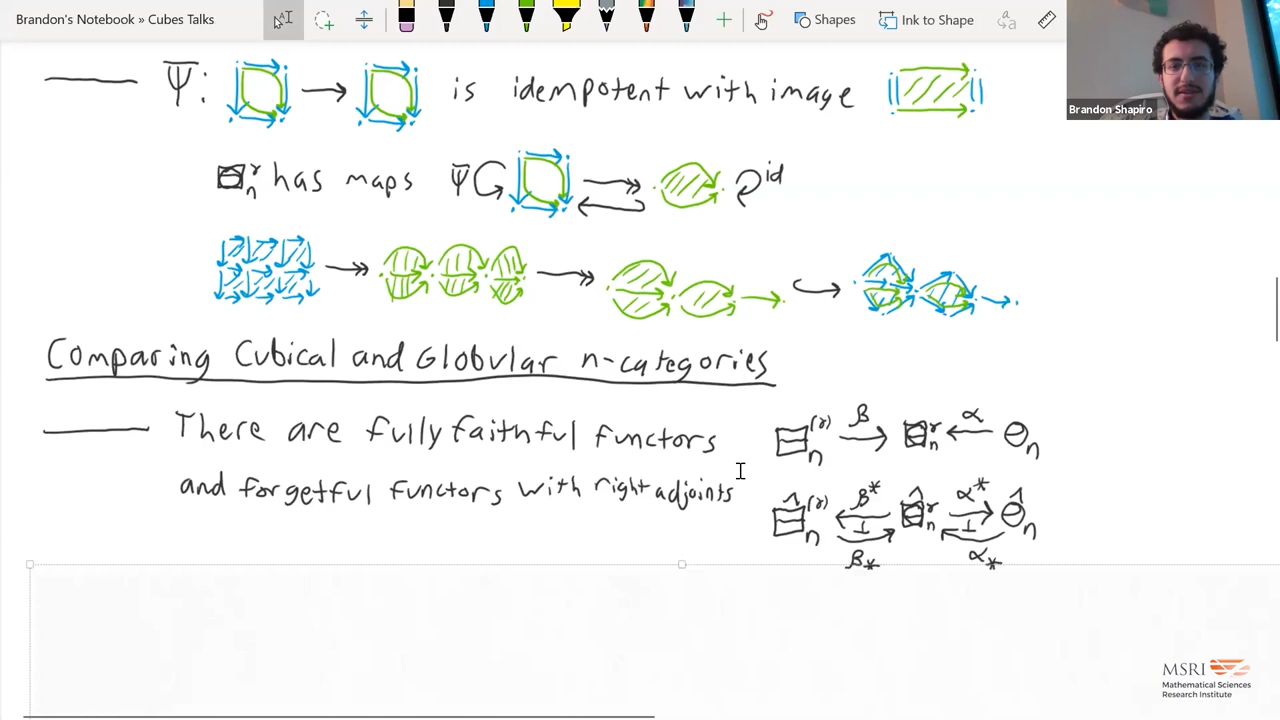 Brandon's Notebook » Cubes Talks
Shapes
Ink to Shape
Brandon Shapiro
Ψ̅: → is idempotent with image
has maps Ψ̅ id
Comparing Cubical and Globular n-categories
There are fully faithful functors β α Θn
and forgetful functors with right adjoints β* α* Θ̂n
β* α*
MSRI
Mathematical Sciences
Research Institute